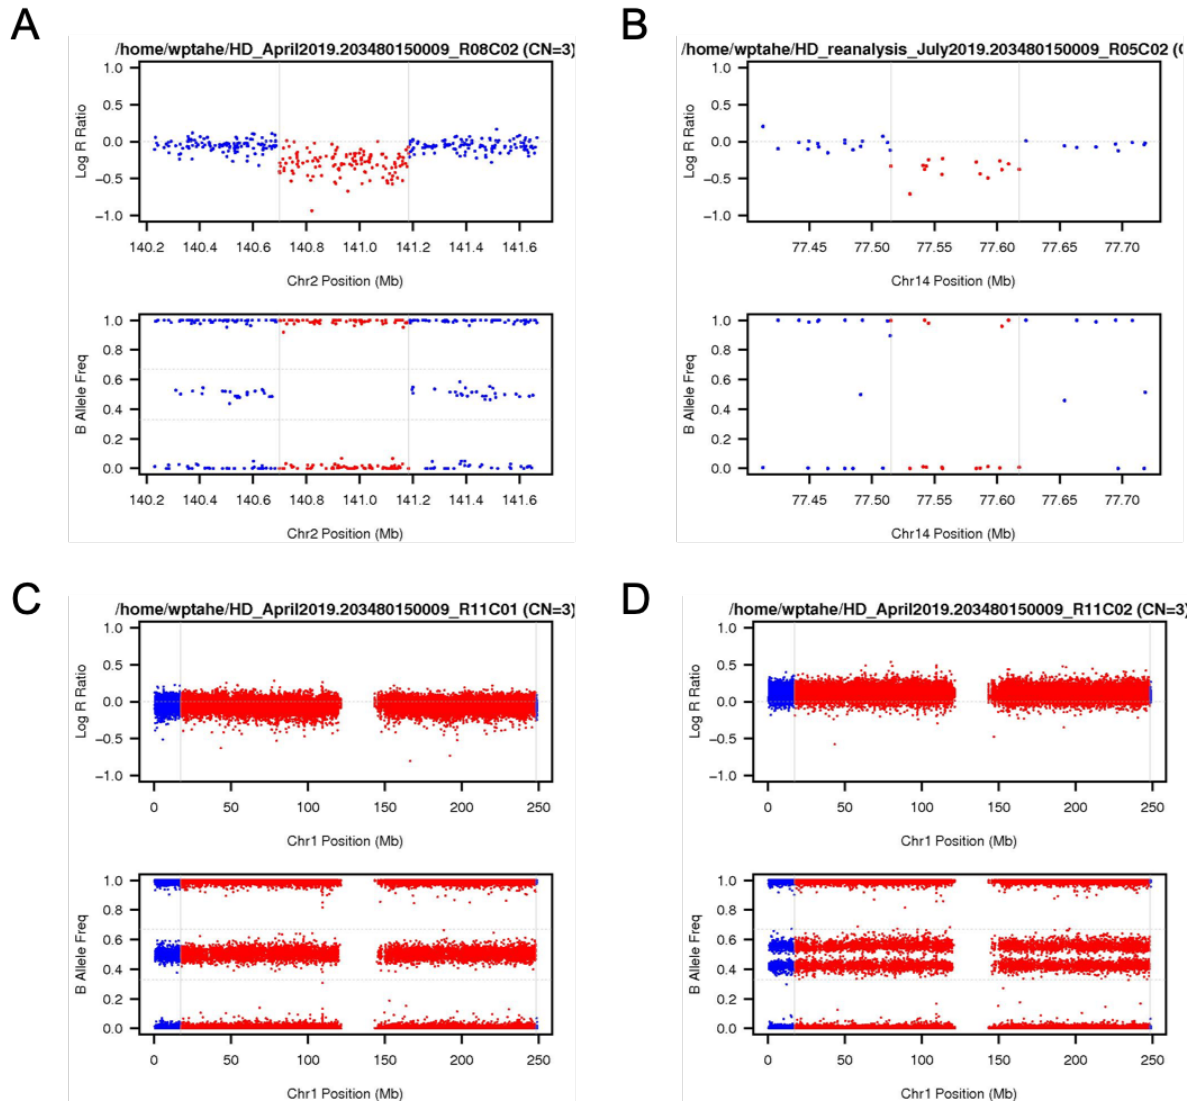 A
/home/wptahe/HD_April2019.203480150009_R08C02 (CN=3)
Log R Ratio
1.0
0.5
0.0
−0.5
−1.0
140.2 140.4 140.6 140.8 141.0 141.2 141.4 141.6
Chr2 Position (Mb)
B Allele Freq
1.0
0.8
0.6
0.4
0.2
0.0
140.2 140.4 140.6 140.8 141.0 141.2 141.4 141.6
Chr2 Position (Mb)
B
/home/wptahe/HD_reanalysis_July2019.203480150009_R05C02 (
Log R Ratio
1.0
0.5
0.0
−0.5
−1.0
77.45 77.50 77.55 77.60 77.65 77.70
Chr14 Position (Mb)
B Allele Freq
1.0
0.8
0.6
0.4
0.2
0.0
77.45 77.50 77.55 77.60 77.65 77.70
Chr14 Position (Mb)
C
/home/wptahe/HD_April2019.203480150009_R11C01 (CN=3)
Log R Ratio
1.0
0.5
0.0
−0.5
−1.0
0 50 100 150 200 250
Chr1 Position (Mb)
B Allele Freq
1.0
0.8
0.6
0.4
0.2
0.0
0 50 100 150 200 250
Chr1 Position (Mb)
D
/home/wptahe/HD_April2019.203480150009_R11C02 (CN=3)
Log R Ratio
1.0
0.5
0.0
−0.5
−1.0
0 50 100 150 200 250
Chr1 Position (Mb)
B Allele Freq
1.0
0.8
0.6
0.4
0.2
0.0
0 50 100 150 200 250
Chr1 Position (Mb)